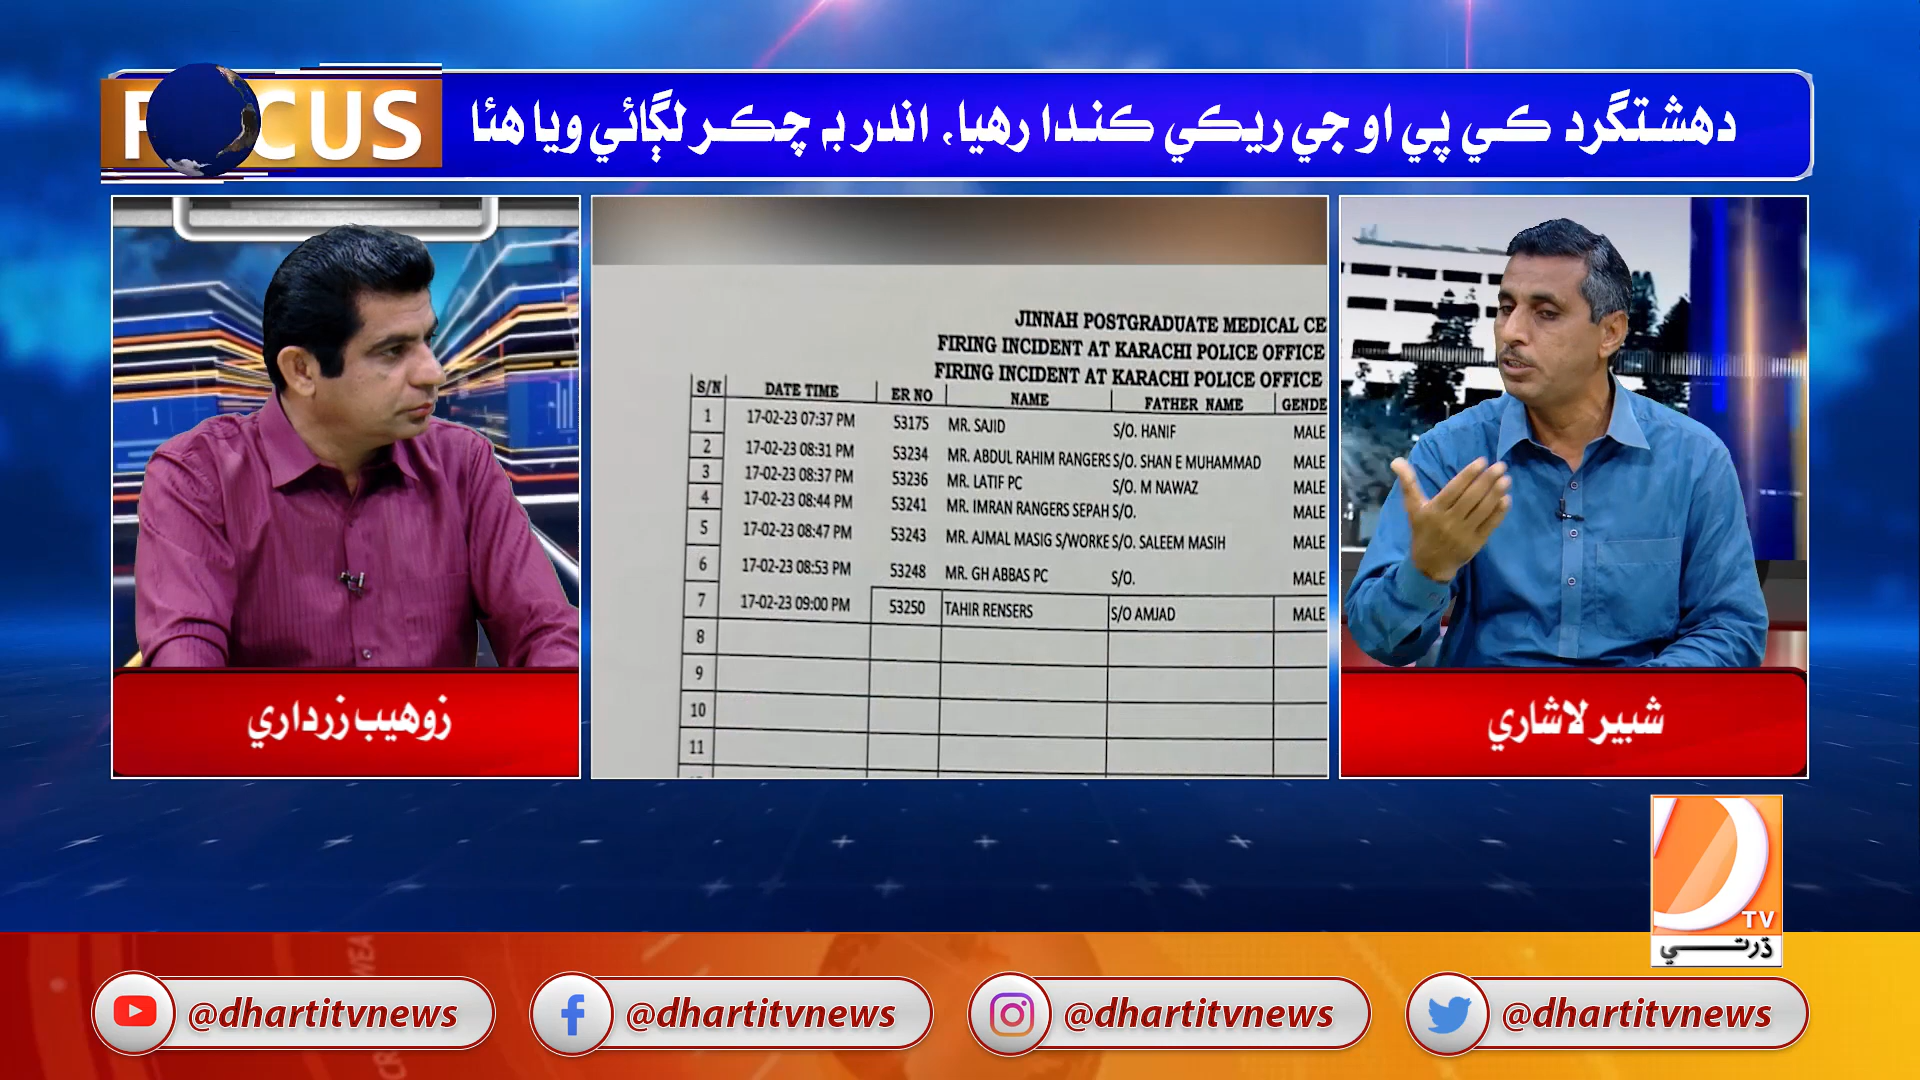 FOCUS
دهشتگرد ڪي پي او جي ريڪي ڪندا رهيا، اندر به چڪر لڳائي ويا هئا
JINNAH POSTGRADUATE MEDICAL CE
FIRING INCIDENT AT KARACHI POLICE OFFICE
FIRING INCIDENT AT KARACHI POLICE OFFICE
S/N DATE TIME ER NO NAME FATHER NAME GENDE
1 17-02-23 07:37 PM 53175 MR. SAJID S/O. HANIF MALE
2 17-02-23 08:31 PM 53234 MR. ABDUL RAHIM RANGERS S/O. SHAN E MUHAMMAD MALE
3 17-02-23 08:37 PM 53236 MR. LATIF PC S/O. M NAWAZ MALE
4 17-02-23 08:44 PM 53241 MR. IMRAN RANGERS SEPAH S/O. MALE
5 17-02-23 08:47 PM 53243 MR. AJMAL MASIG S/WORKE S/O. SALEEM MASIH MALE
6 17-02-23 08:53 PM 53248 MR. GH ABBAS PC S/O. MALE
7 17-02-23 09:00 PM 53250 TAHIR RENSERS S/O AMJAD MALE
8
9
10
11
زوهيب زرداري
شبير لاشاري
TV
ڌرتي
@dhartitvnews
@dhartitvnews
@dhartitvnews
@dhartitvnews